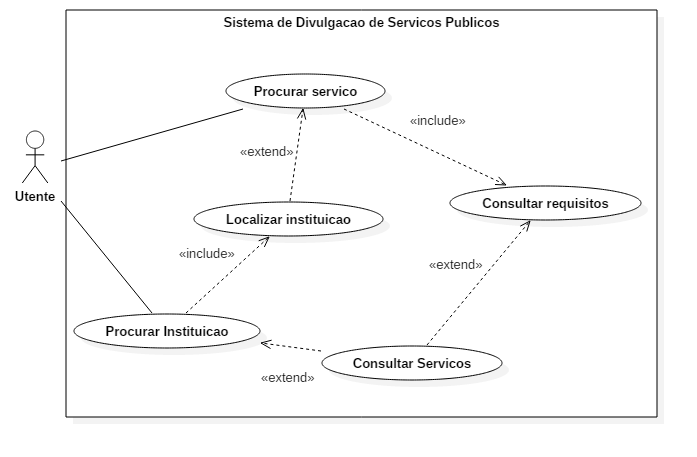 Sistema de Divulgacao de Servicos Publicos
Procurar servico
«include»
«extend»
Utente
Consultar requisitos
Localizar instituicao
«include»
«extend»
Procurar Instituicao
Consultar Servicos
«extend»